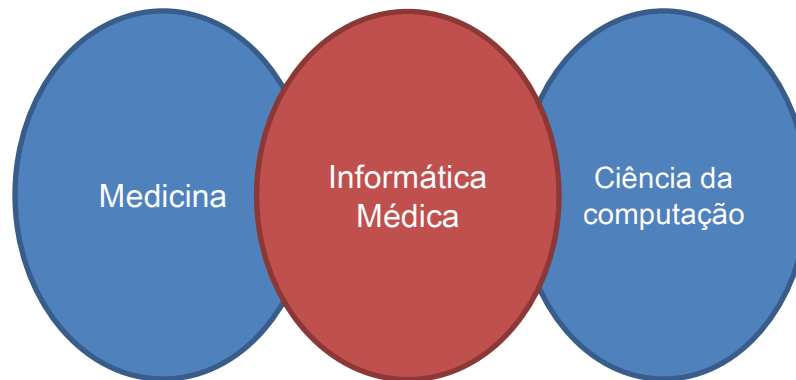 Medicina
Informática
Médica
Ciência da
computação